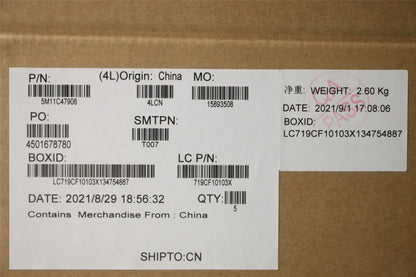 P/N: (4L)Origin: China MO:
5M11C47908 4LCN 15893508
PO: SMTPN:
4501678780 T007
BOXID: LC P/N:
LC719CF10103X134754887 719CF10103X
DATE: 2021/8/29 18:56:32 QTY:
5
Contains Merchandise From : China
SHIPTO:CN
净重: WEIGHT: 2.60 Kg
DATE: 2021/9/1 17:08:06
BOXID:
LC719CF10103X134754887
QA
PASS